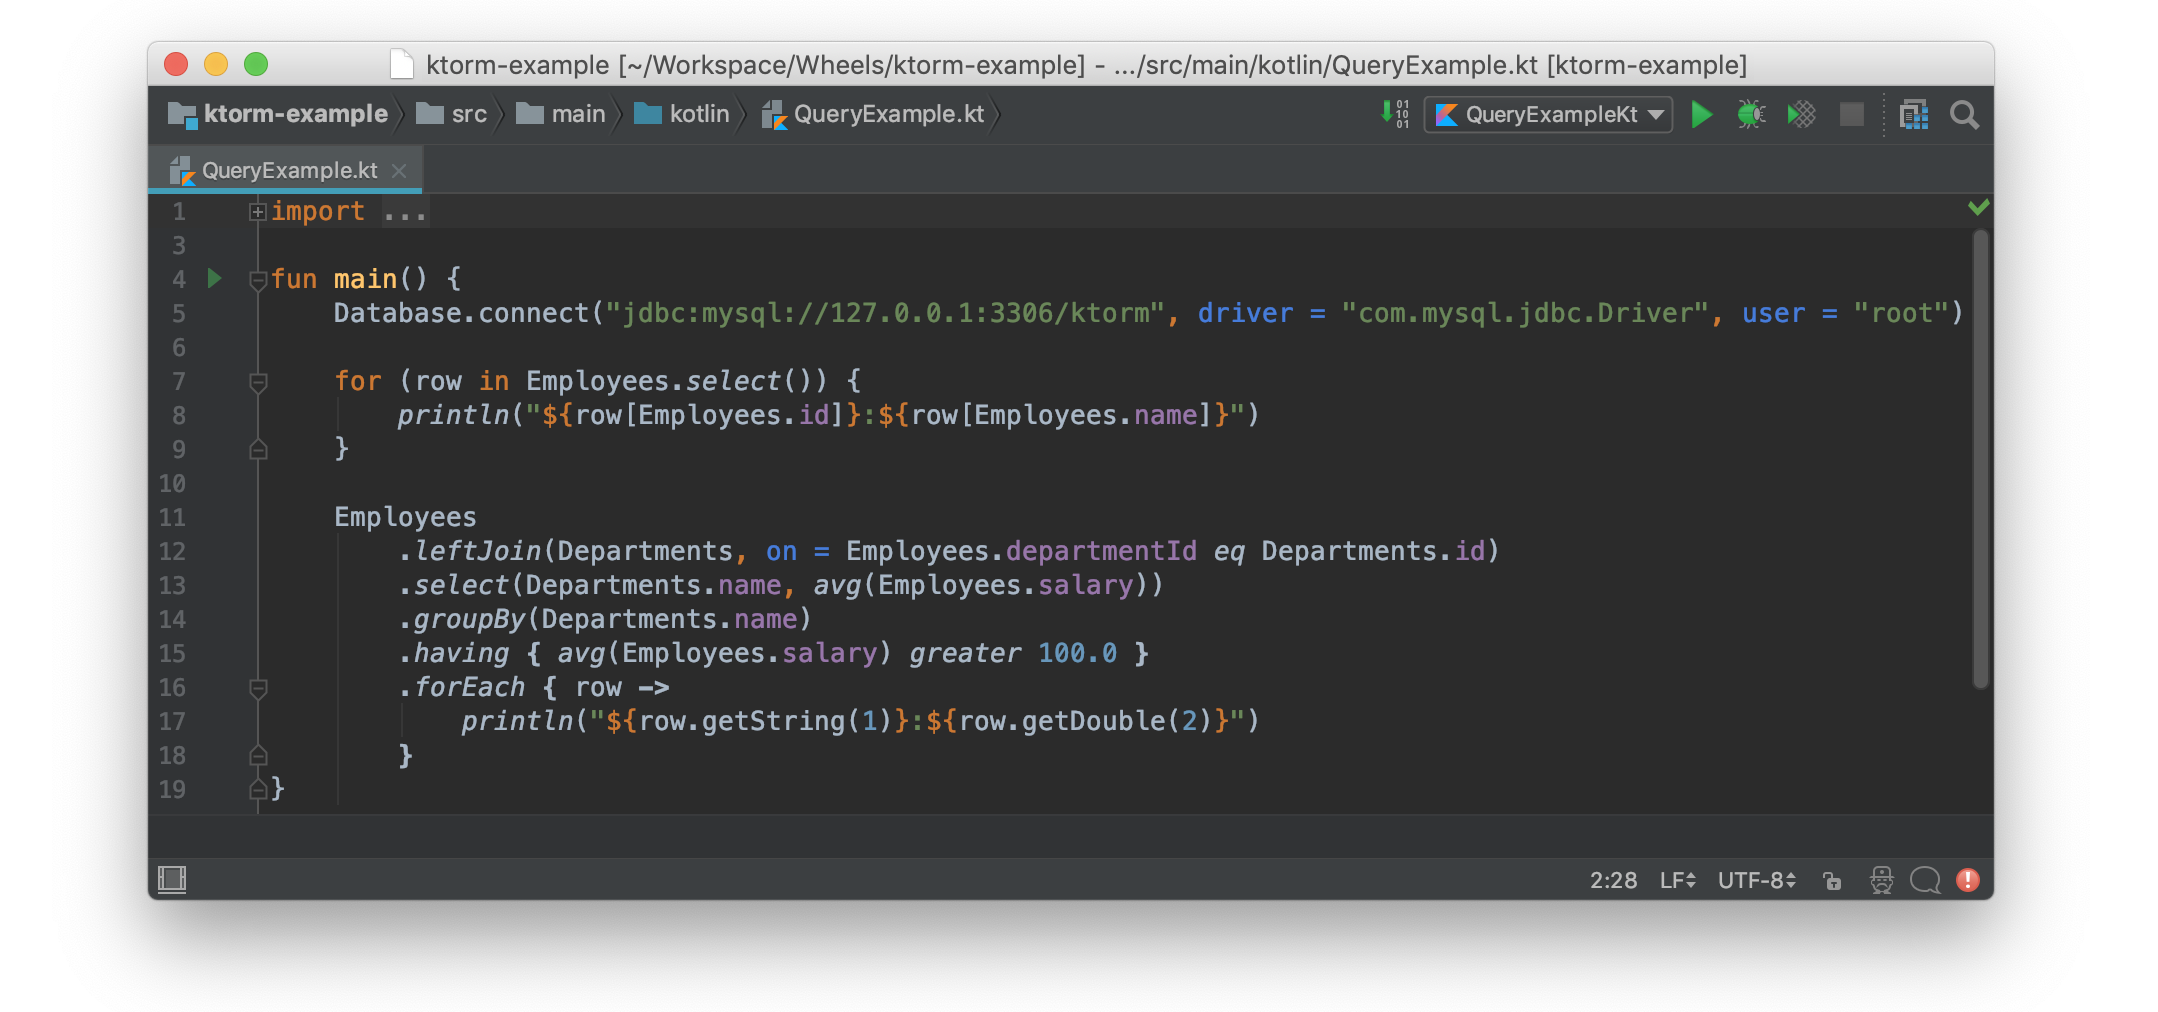 ktorm-example [~/Workspace/Wheels/ktorm-example] - .../src/main/kotlin/QueryExample.kt [ktorm-example]
ktorm-example src main kotlin QueryExample.kt 01 10 01 QueryExampleKt
QueryExample.kt
1 import ...
3
4 fun main() {
5 Database.connect("jdbc:mysql://127.0.0.1:3306/ktorm", driver = "com.mysql.jdbc.Driver", user = "root")
6
7 for (row in Employees.select()) {
8 println("${row[Employees.id]}:${row[Employees.name]}")
9 }
10
11 Employees
12 .leftJoin(Departments, on = Employees.departmentId eq Departments.id)
13 .select(Departments.name, avg(Employees.salary))
14 .groupBy(Departments.name)
15 .having { avg(Employees.salary) greater 100.0 }
16 .forEach { row ->
17 println("${row.getString(1)}:${row.getDouble(2)}")
18 }
19 }
2:28 LF UTF-8